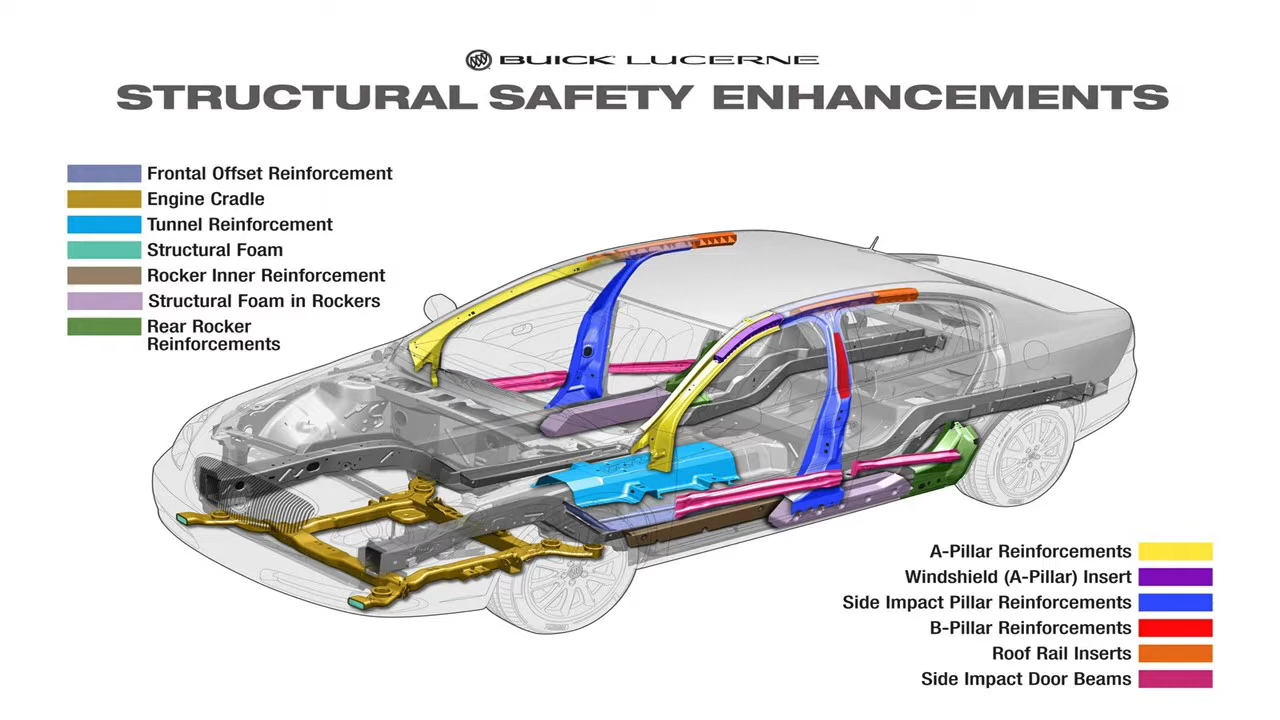 BUICK LUCERNE
STRUCTURAL SAFETY ENHANCEMENTS
Frontal Offset Reinforcement
Engine Cradle
Tunnel Reinforcement
Structural Foam
Rocker Inner Reinforcement
Structural Foam in Rockers
Rear Rocker
Reinforcements
A-Pillar Reinforcements
Windshield (A-Pillar) Insert
Side Impact Pillar Reinforcements
B-Pillar Reinforcements
Roof Rail Inserts
Side Impact Door Beams